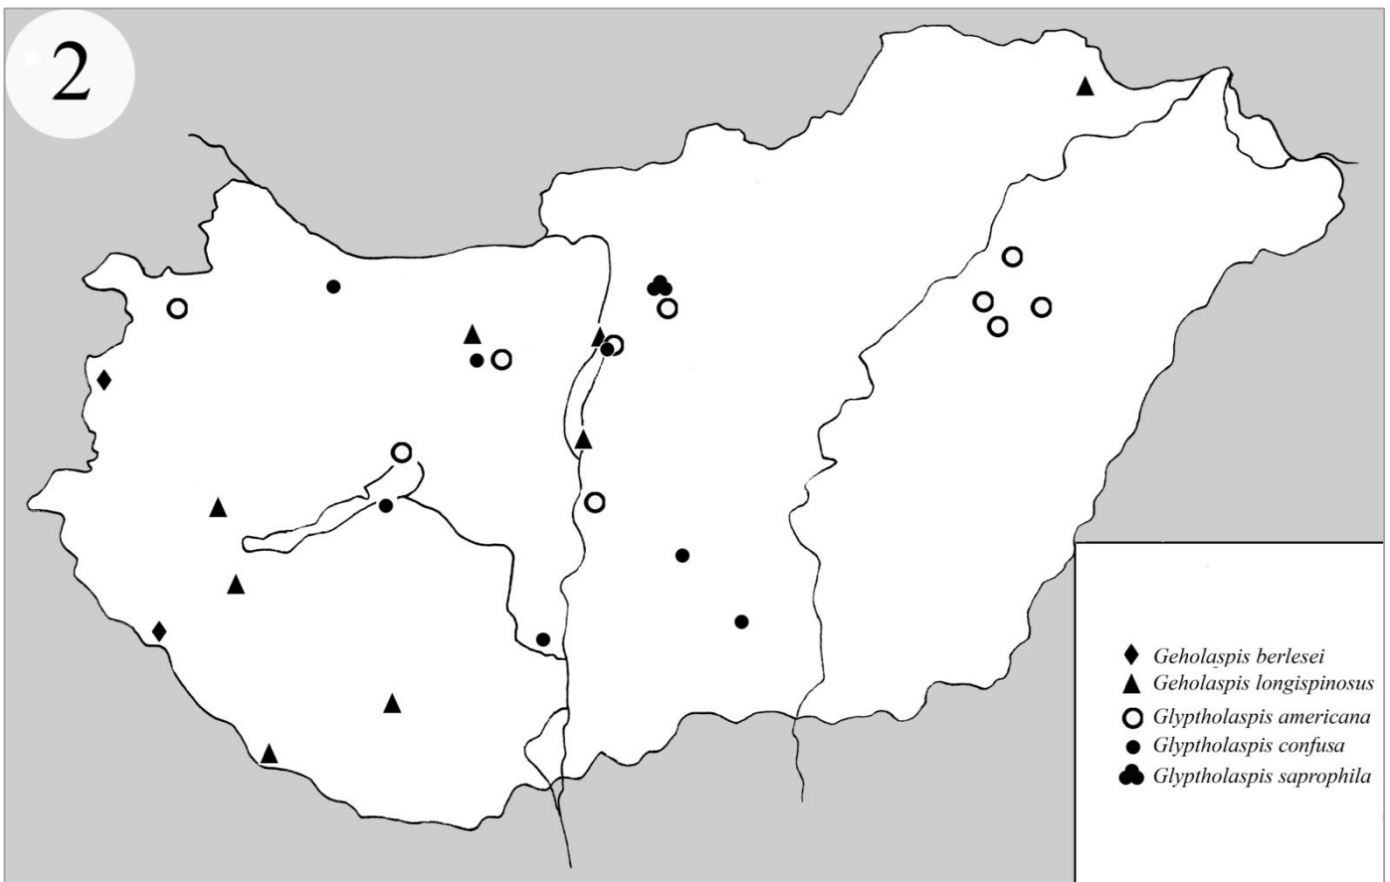 2
Geholaspis berlesei
Geholaspis longispinosus
Glyptholaspis americana
Glyptholaspis confusa
Glyptholaspis saprophila